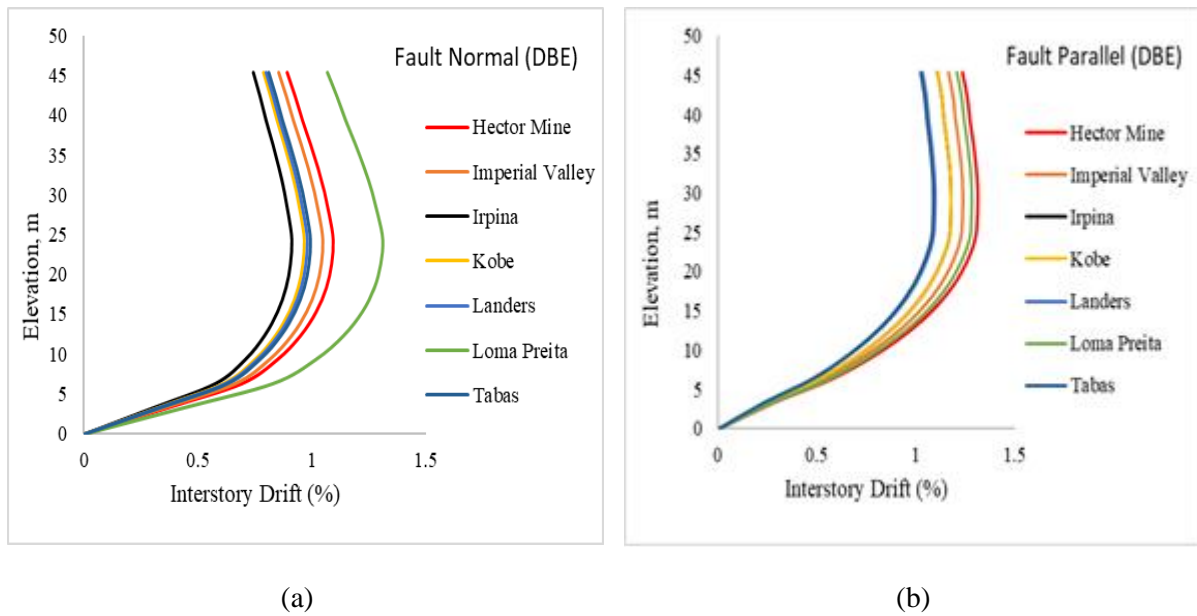 50
45
40
35
30
25
20
15
10
5
0
Elevation, m
0
0.5
1
1.5
Interstory Drift (%)
Fault Normal (DBE)
Hector Mine
Imperial Valley
Irpina
Kobe
Landers
Loma Preita
Tabas
(a)
50
45
40
35
30
25
20
15
10
5
0
Elevation, m
0
0.5
1
1.5
Interstory Drift (%)
Fault Parallel (DBE)
Hector Mine
Imperial Valley
Irpina
Kobe
Landers
Loma Preita
Tabas
(b)